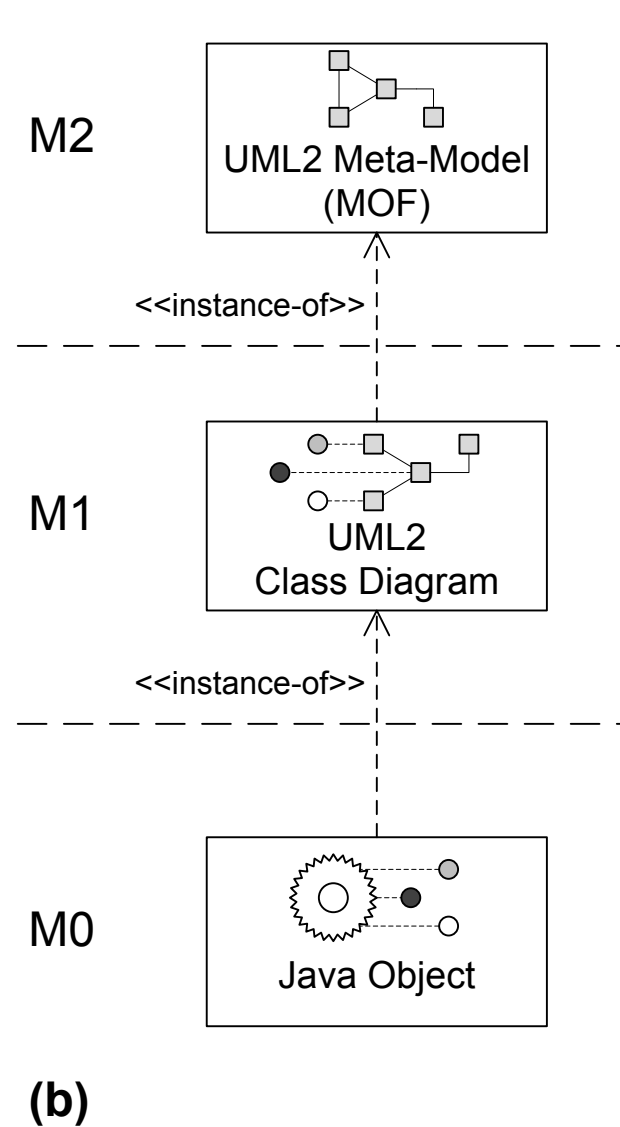 M2
UML2 Meta-Model
(MOF)
<<instance-of>>
M1
UML2
Class Diagram
<<instance-of>>
M0
Java Object
(b)